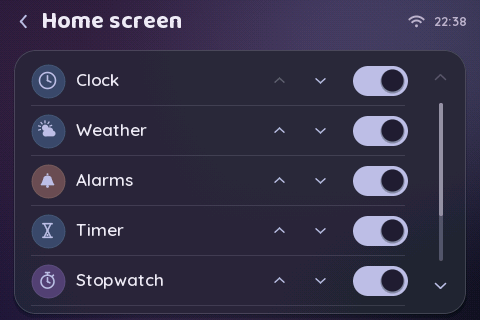 Home screen
22:38
Clock
Weather
Alarms
Timer
Stopwatch